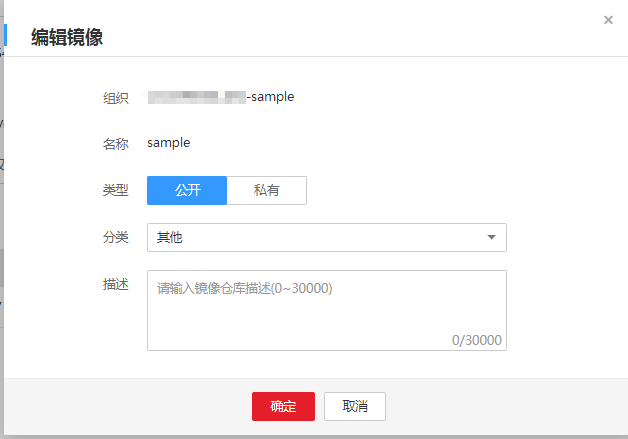 编辑镜像
×
组织 -sample
名称 sample
类型 公开 私有
分类 其他
描述 请输入镜像仓库描述(0~30000)
0/30000
确定 取消